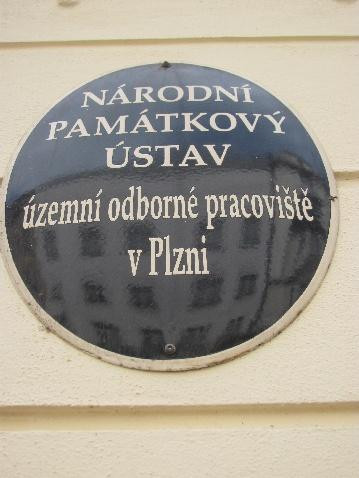 NÁRODNÍ
PAMÁTKOVÝ
ÚSTAV
územní odborné pracoviště
v Plzni